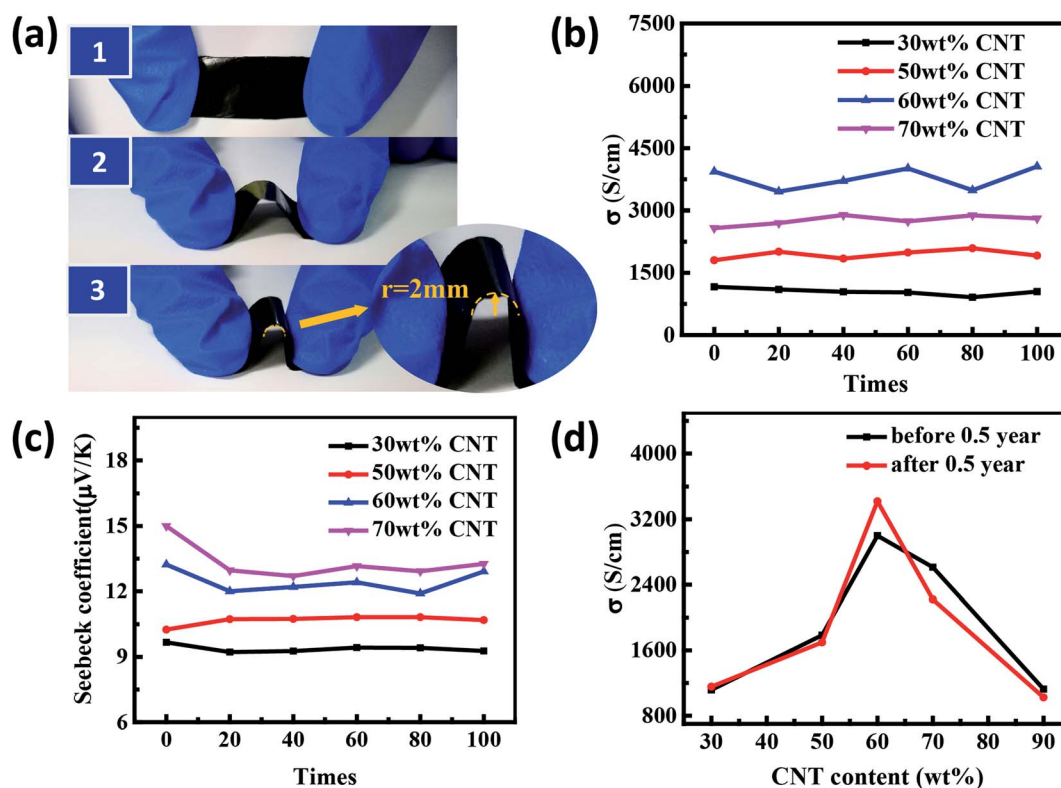 (a)
1
2
3
r=2mm
(b)
7500
6000
4500
3000
1500
0
σ (S/cm)
30wt% CNT
50wt% CNT
60wt% CNT
70wt% CNT
0 20 40 60 80 100
Times
(c)
18
15
12
9
6
Seebeck coefficient(μV/K)
30wt% CNT
50wt% CNT
60wt% CNT
70wt% CNT
0 20 40 60 80 100
Times
(d)
4000
3200
2400
1600
800
σ (S/cm)
before 0.5 year
after 0.5 year
30 40 50 60 70 80 90
CNT content (wt%)